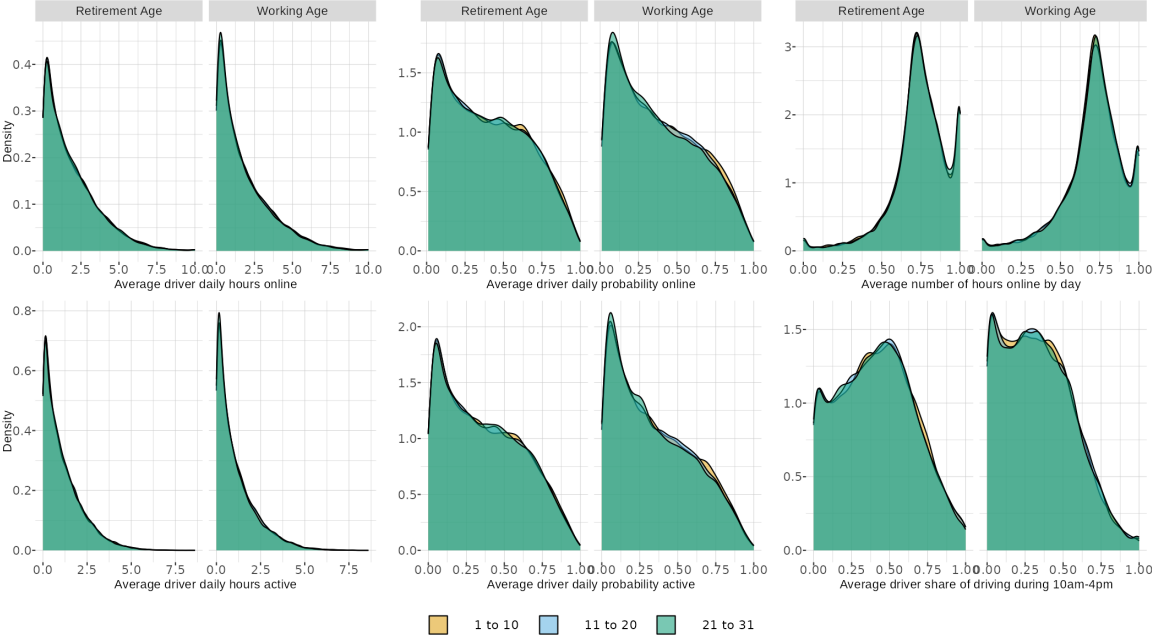 Retirement Age Working Age Retirement Age Working Age Retirement Age Working Age
Density
0.4
0.3
0.2
0.1
0.0
0.0 2.5 5.0 7.5 10.0 0.0 2.5 5.0 7.5 10.0
Average driver daily hours online
1.5
1.0
0.5
0.0
0.00 0.25 0.50 0.75 1.00 0.00 0.25 0.50 0.75 1.00
Average driver daily probability online
3
2
1
0
0.00 0.25 0.50 0.75 1.00 0.00 0.25 0.50 0.75 1.00
Average number of hours online by day
Density
0.8
0.6
0.4
0.2
0.0
0.0 2.5 5.0 7.5 0.0 2.5 5.0 7.5
Average driver daily hours active
2.0
1.5
1.0
0.5
0.0
0.00 0.25 0.50 0.75 1.00 0.00 0.25 0.50 0.75 1.00
Average driver daily probability active
1.5
1.0
0.5
0.0
0.00 0.25 0.50 0.75 1.00 0.00 0.25 0.50 0.75 1.00
Average driver share of driving during 10am-4pm
1 to 10 11 to 20 21 to 31